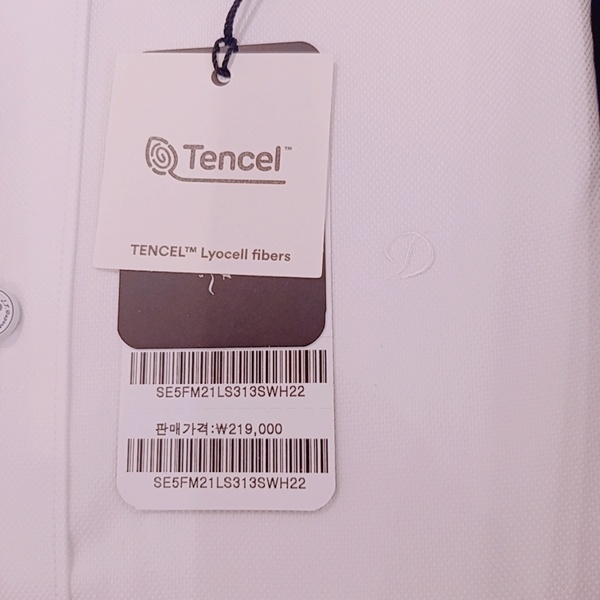 Tencel™
TENCEL™ Lyocell fibers
SE5FM21LS313SWH22
판매가격:₩219,000
SE5FM21LS313SWH22
D